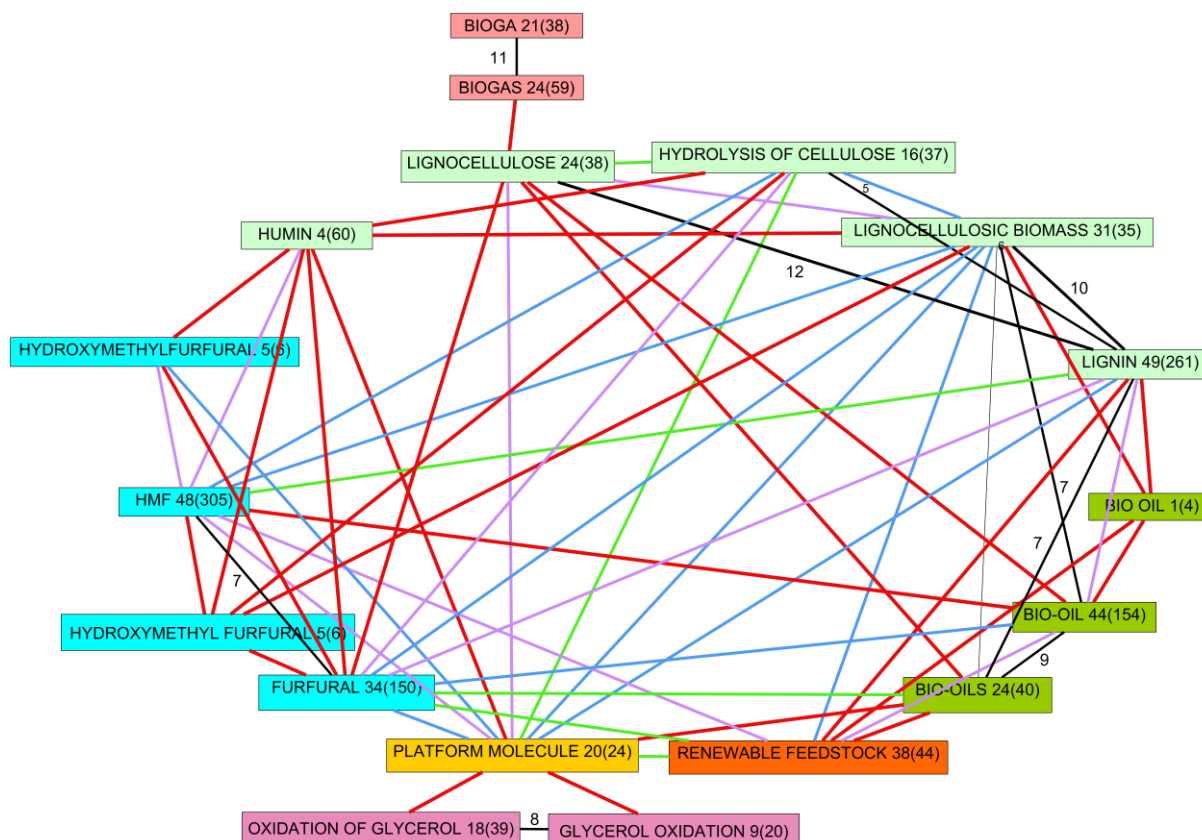 BIOGA 21(38)
11
BIOGAS 24(59)
HYDROLYSIS OF CELLULOSE 16(37)
LIGNOCELLULOSE 24(38)
5
HUMIN 4(60)
LIGNOCELLULOSIC BIOMASS 31(35)
6
12
10
HYDROXYMETHYLFURFURAL 5(6)
LIGNIN 49(261)
7
HMF 48(305)
BIO OIL 1(4)
7
7
BIO-OIL 44(154)
HYDROXYMETHYL FURFURAL 5(6)
9
FURFURAL 34(150)
BIO-OILS 24(40)
PLATFORM MOLECULE 20(24)
RENEWABLE FEEDSTOCK 38(44)
OXIDATION OF GLYCEROL 18(39)
8
GLYCEROL OXIDATION 9(20)